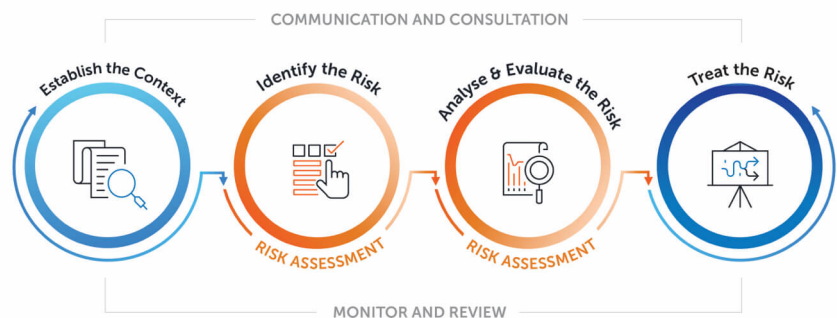 COMMUNICATION AND CONSULTATION
Establish the Context
Identify the Risk
Analyse & Evaluate the Risk
Treat the Risk
RISK ASSESSMENT
RISK ASSESSMENT
MONITOR AND REVIEW